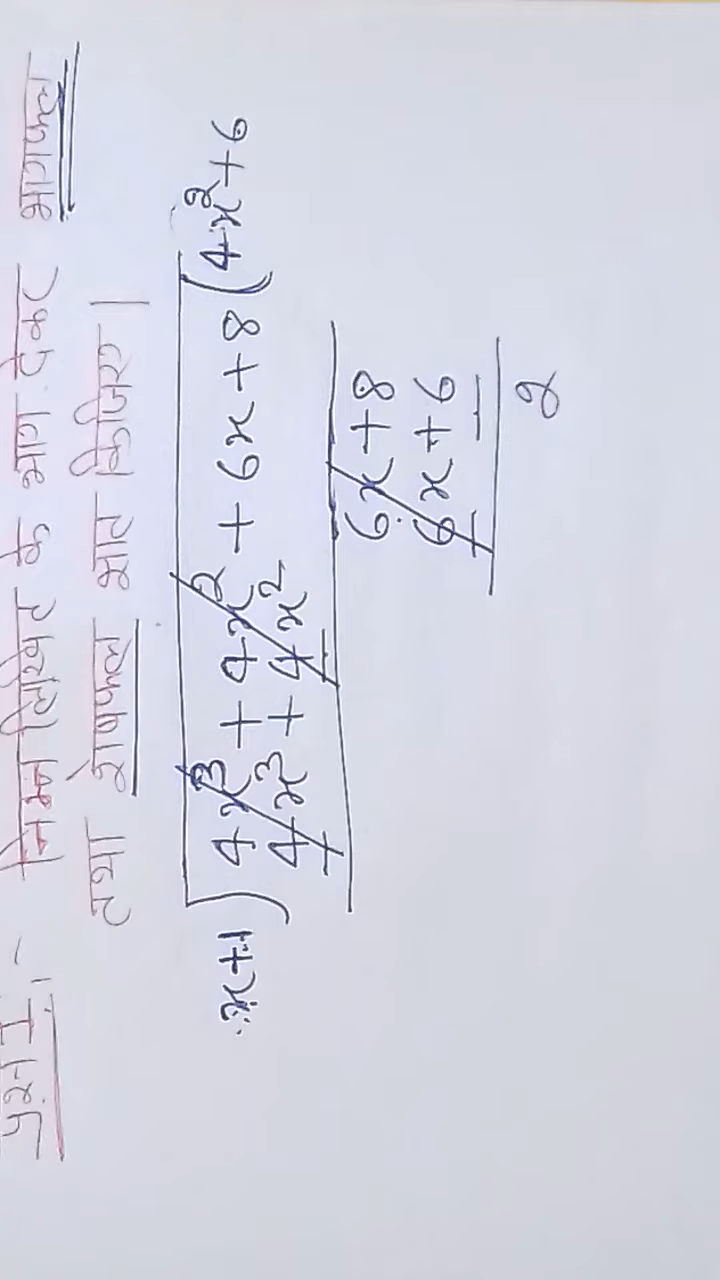 प्रश्न I:- निम्न लिखित के भाग देकर भागफल
तथा शेषफल ज्ञात किजिए।
x+1) 4x³ + 4x² + 6x + 8 (4x² + 6
4x³ + 4x²
- -
6x + 8
6x + 6
- -
2